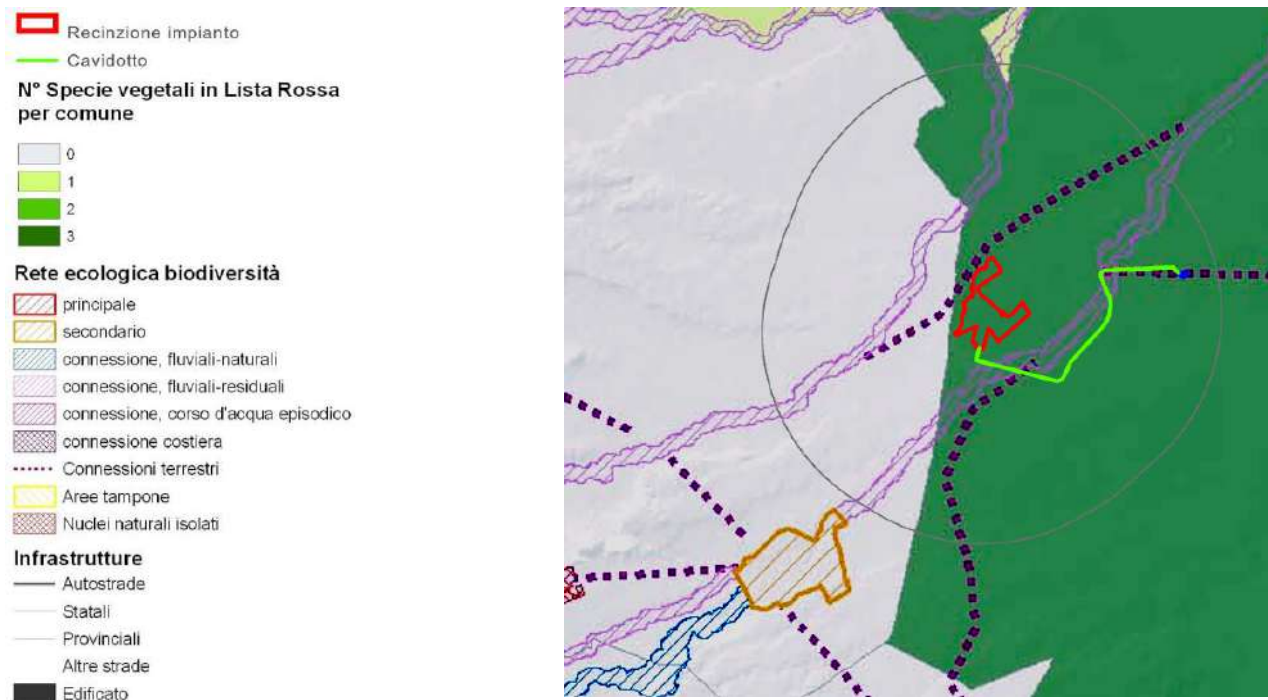 Recinzione impianto
Cavidotto
N° Specie vegetali in Lista Rossa
per comune
0
1
2
3
Rete ecologica biodiversità
principale
secondario
connessione, fluviali-naturali
connessione, fluviali-residuali
connessione, corso d'acqua episodico
connessione costiera
Connessioni terrestri
Aree tampone
Nuclei naturali isolati
Infrastrutture
Autostrade
Statali
Provinciali
Altre strade
Edificato